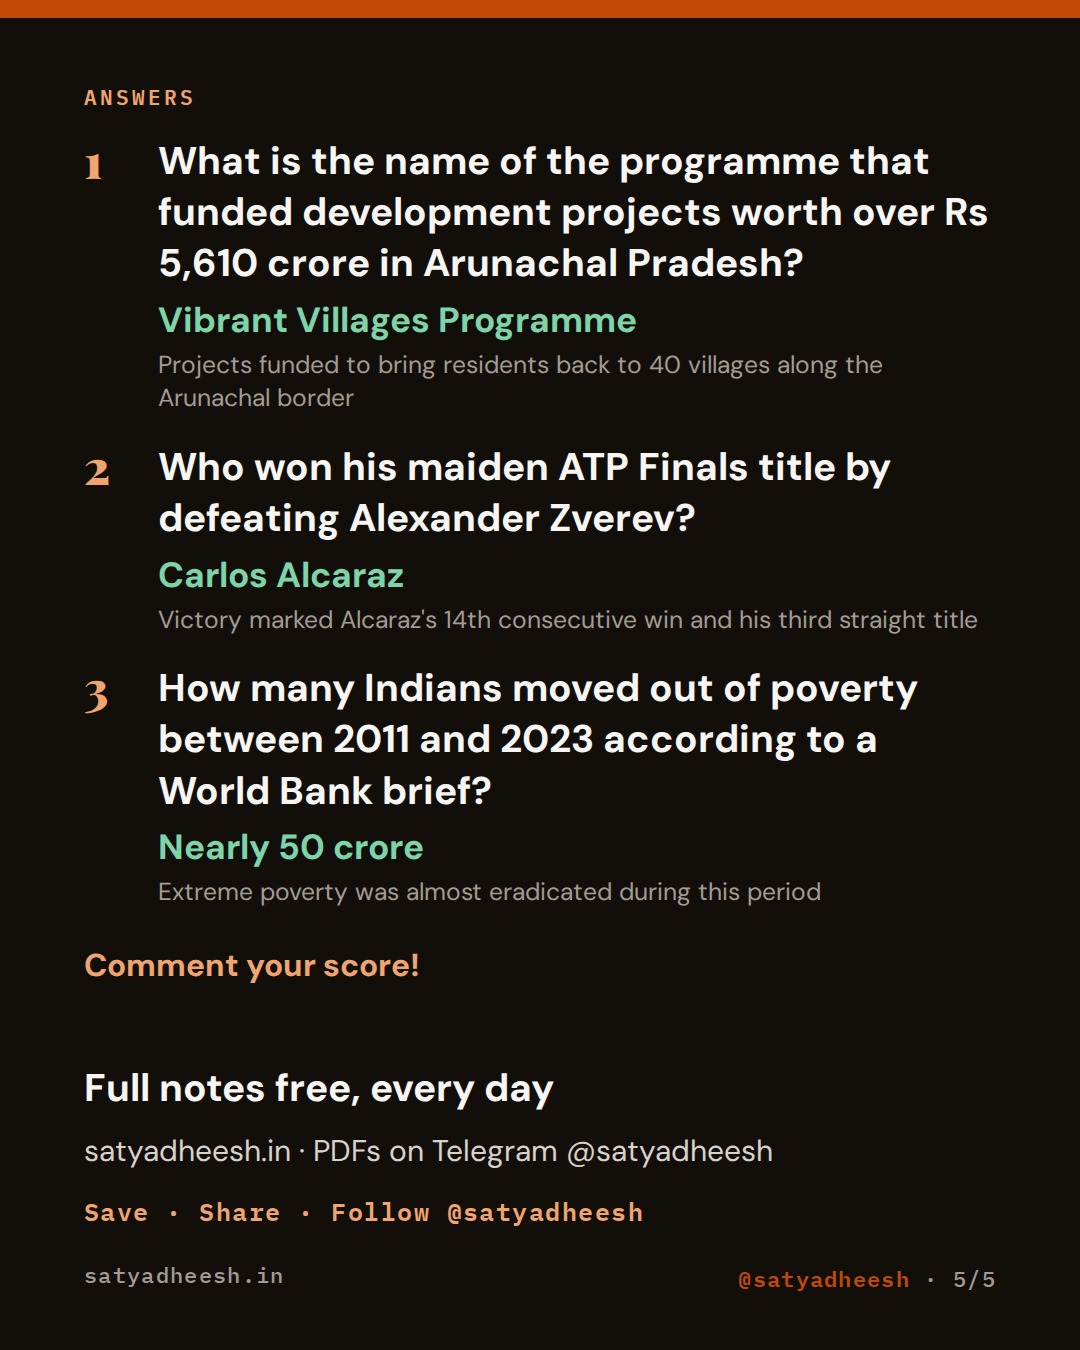 ANSWERS
1
What is the name of the programme that
funded development projects worth over Rs
5,610 crore in Arunachal Pradesh?
Vibrant Villages Programme
Projects funded to bring residents back to 40 villages along the
Arunachal border
2
Who won his maiden ATP Finals title by
defeating Alexander Zverev?
Carlos Alcaraz
Victory marked Alcaraz's 14th consecutive win and his third straight title
3
How many Indians moved out of poverty
between 2011 and 2023 according to a
World Bank brief?
Nearly 50 crore
Extreme poverty was almost eradicated during this period
Comment your score!
Full notes free, every day
satyadheesh.in · PDFs on Telegram @satyadheesh
Save · Share · Follow @satyadheesh
satyadheesh.in
@satyadheesh · 5/5